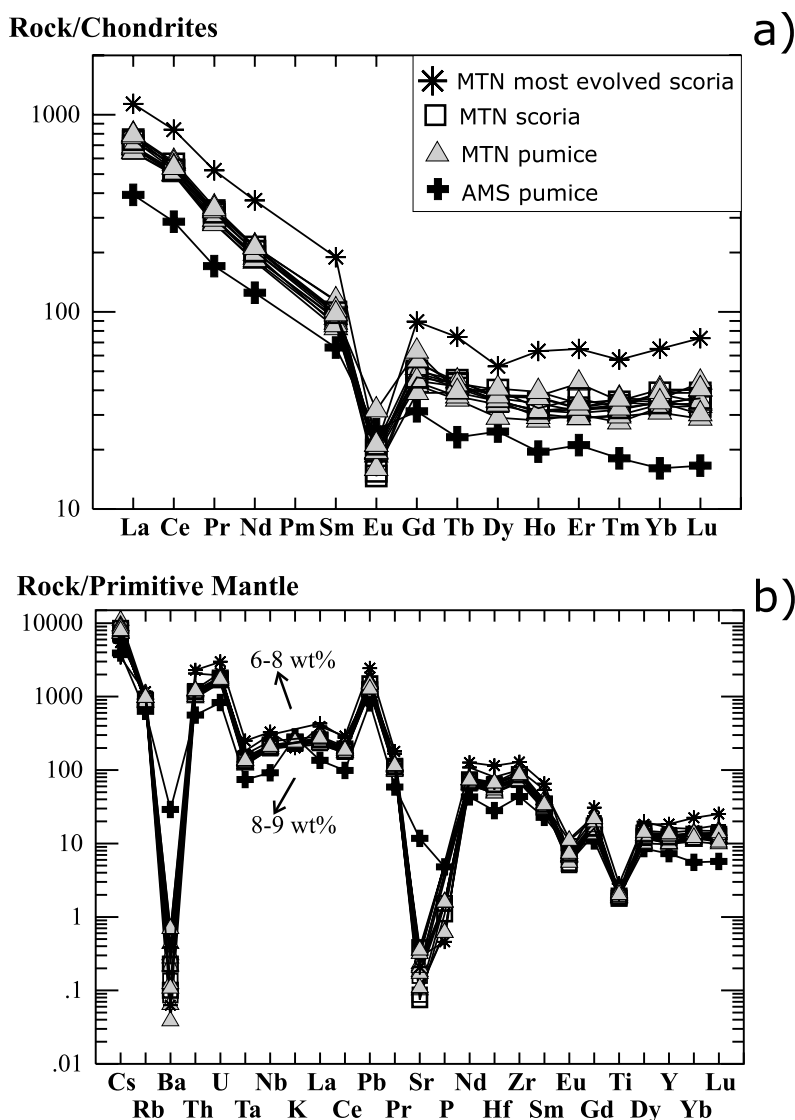 Rock/Chondrites
a)
MTN most evolved scoria
MTN scoria
MTN pumice
AMS pumice
1000
100
10
La Ce Pr Nd Pm Sm Eu Gd Tb Dy Ho Er Tm Yb Lu
Rock/Primitive Mantle
b)
10000
1000
100
10
1
.1
.01
6-8 wt%
8-9 wt%
Cs Ba U Nb La Pb Sr Nd Zr Eu Ti Y Lu
Rb Th Ta K Ce Pr P Hf Sm Gd Dy Yb